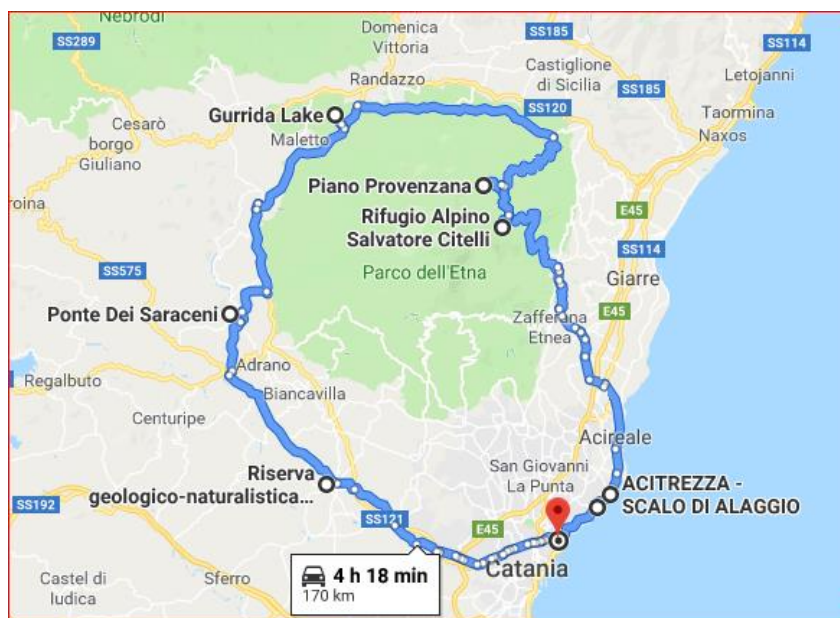 Nebrodi
SS289
Domenica
Vittoria
SS185
SS114
Castiglione
di Sicilia
Letojanni
Randazzo
SS185
SS120
Taormina
Naxos
Gurrida Lake
Cesarò
borgo
Giuliano
Maletto
Piano Provenzana
Rifugio Alpino
Salvatore Citelli
E45
SS114
roina
SS575
Parco dell'Etna
Giarre
Ponte Dei Saraceni
E45
Zafferana
Etnea
Adrano
Regalbuto
Biancavilla
Centuripe
Acireale
Riserva
geologico-naturalistica...
San Giovanni
La Punta
ACITREZZA -
SCALO DI ALAGGIO
SS192
SS121
E45
Catania
4 h 18 min
170 km
Castel di
Iudica
Sferro